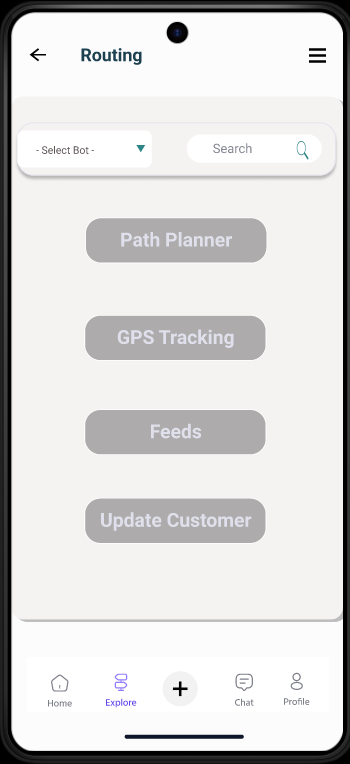 Routing
- Select Bot -
Search
Path Planner
GPS Tracking
Feeds
Update Customer
Home
Explore
Chat
Profile